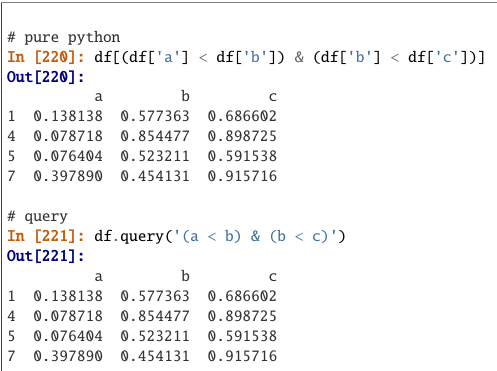 # pure python
In [220]: df[(df['a'] < df['b']) & (df['b'] < df['c'])]
Out[220]:
          a         b         c
1  0.138138  0.577363  0.686602
4  0.078718  0.854477  0.898725
5  0.076404  0.523211  0.591538
7  0.397890  0.454131  0.915716
# query
In [221]: df.query('(a < b) & (b < c)')
Out[221]:
          a         b         c
1  0.138138  0.577363  0.686602
4  0.078718  0.854477  0.898725
5  0.076404  0.523211  0.591538
7  0.397890  0.454131  0.915716